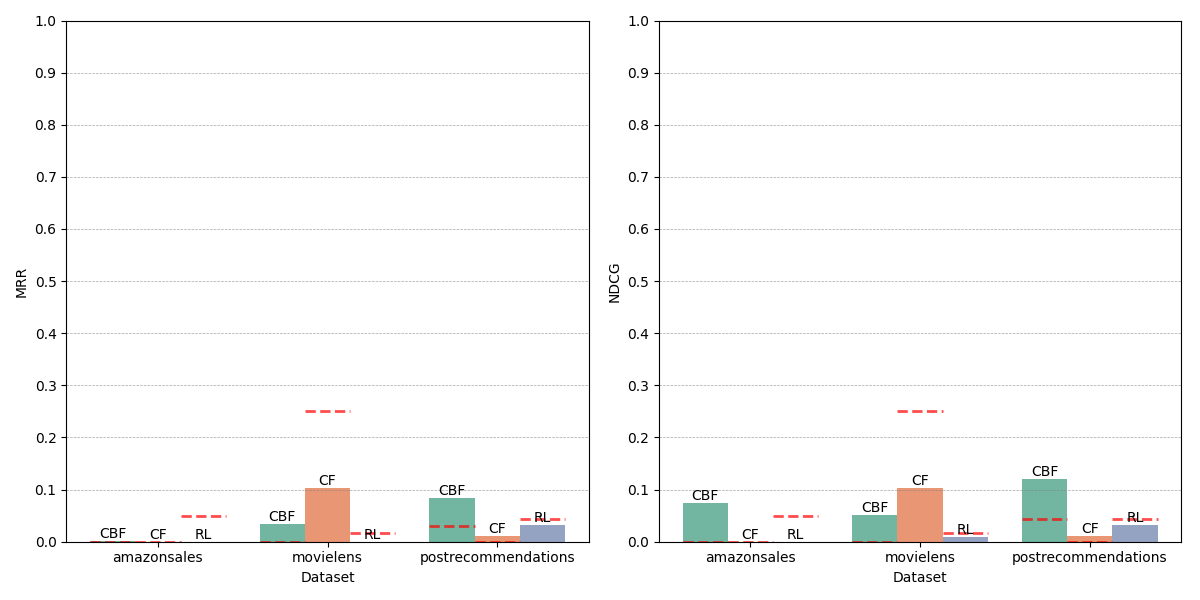 1.0
0.9
0.8
0.7
0.6
0.5
0.4
0.3
0.2
0.1
0.0
MRR
CBF
CF
RL
CBF
CF
RL
CBF
CF
RL
amazonsales
movielens
postrecommendations
Dataset
1.0
0.9
0.8
0.7
0.6
0.5
0.4
0.3
0.2
0.1
0.0
NDCG
CBF
CF
RL
CBF
CF
RL
CBF
CF
RL
amazonsales
movielens
postrecommendations
Dataset